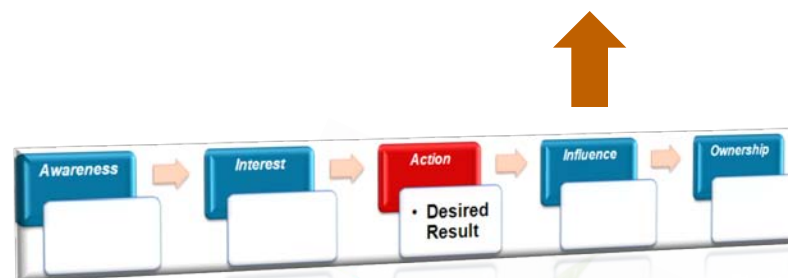 Awareness
Interest
Action
Influence
Ownership
• Desired
Result